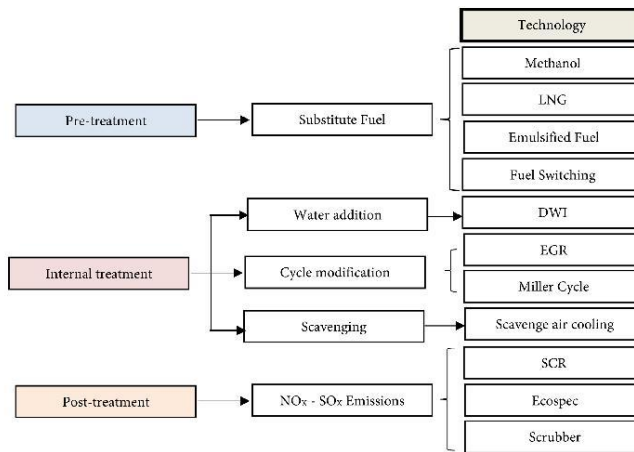 Technology
Methanol
LNG
Pre-treatment
Substitute Fuel
Emulsified Fuel
Fuel Switching
Water addition
DWI
EGR
Internal treatment
Cycle modification
Miller Cycle
Scavenging
Scavenge air cooling
SCR
Post-treatment
NOx - SOx Emissions
Ecospec
Scrubber